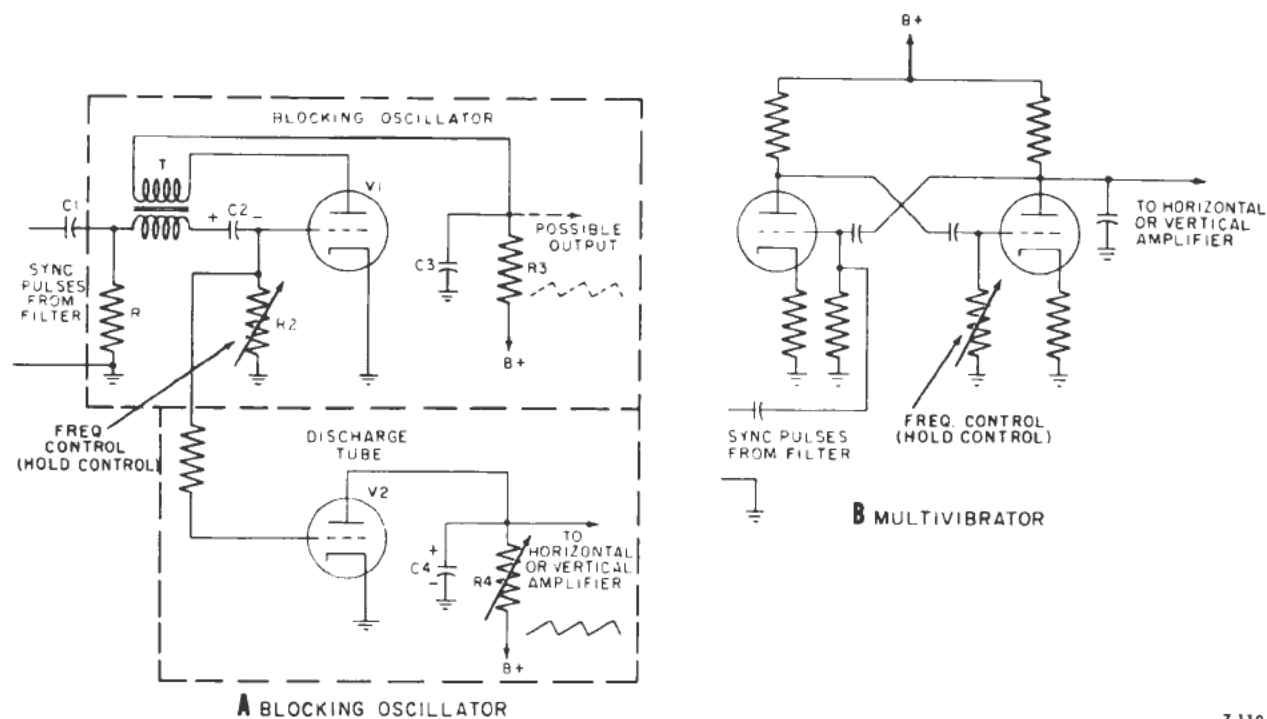 BLOCKING OSCILLATOR
T
C1
+ C2 -
V1
SYNC
PULSES
FROM
FILTER
R
R2
C3
POSSIBLE
OUTPUT
R3
B+
FREQ
CONTROL
(HOLD CONTROL)
DISCHARGE
TUBE
V2
+
C4
-
R4
TO
HORIZONTAL
OR VERTICAL
AMPLIFIER
B+
A BLOCKING OSCILLATOR
B+
TO HORIZONTAL
OR VERTICAL
AMPLIFIER
SYNC PULSES
FROM FILTER
FREQ. CONTROL
(HOLD CONTROL)
B MULTIVIBRATOR